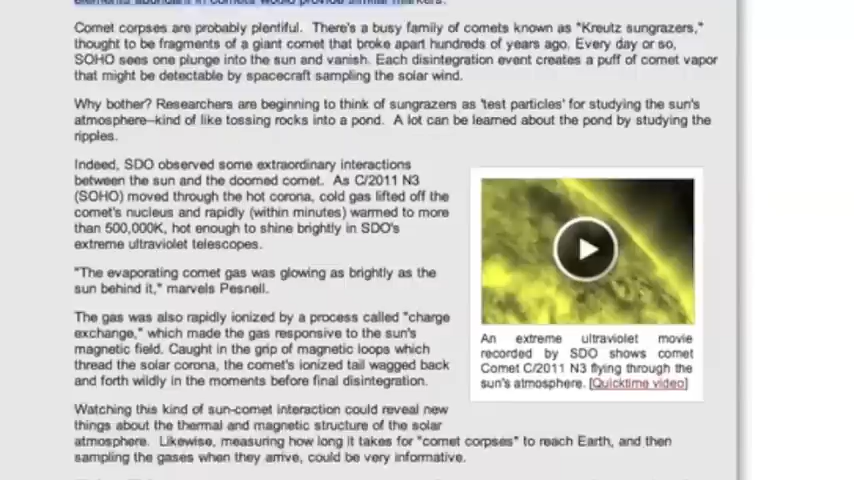 elements abundant in comets would provide similar markers.
Comet corpses are probably plentiful.  There's a busy family of comets known as "Kreutz sungrazers,"
thought to be fragments of a giant comet that broke apart hundreds of years ago. Every day or so,
SOHO sees one plunge into the sun and vanish. Each disintegration event creates a puff of comet vapor
that might be detectable by spacecraft sampling the solar wind.
Why bother? Researchers are beginning to think of sungrazers as 'test particles' for studying the sun's
atmosphere--kind of like tossing rocks into a pond.  A lot can be learned about the pond by studying the
ripples.
Indeed, SDO observed some extraordinary interactions
between the sun and the doomed comet.  As C/2011 N3
(SOHO) moved through the hot corona, cold gas lifted off the
comet's nucleus and rapidly (within minutes) warmed to more
than 500,000K, hot enough to shine brightly in SDO's
extreme ultraviolet telescopes.
"The evaporating comet gas was glowing as brightly as the
sun behind it," marvels Pesnell.
The gas was also rapidly ionized by a process called "charge
exchange," which made the gas responsive to the sun's
magnetic field. Caught in the grip of magnetic loops which
thread the solar corona, the comet's ionized tail wagged back
and forth wildly in the moments before final disintegration.
An extreme ultraviolet movie
recorded by SDO shows comet
Comet C/2011 N3 flying through the
sun's atmosphere. [Quicktime video]
Watching this kind of sun-comet interaction could reveal new
things about the thermal and magnetic structure of the solar
atmosphere.  Likewise, measuring how long it takes for "comet corpses" to reach Earth, and then
sampling the gases when they arrive, could be very informative.